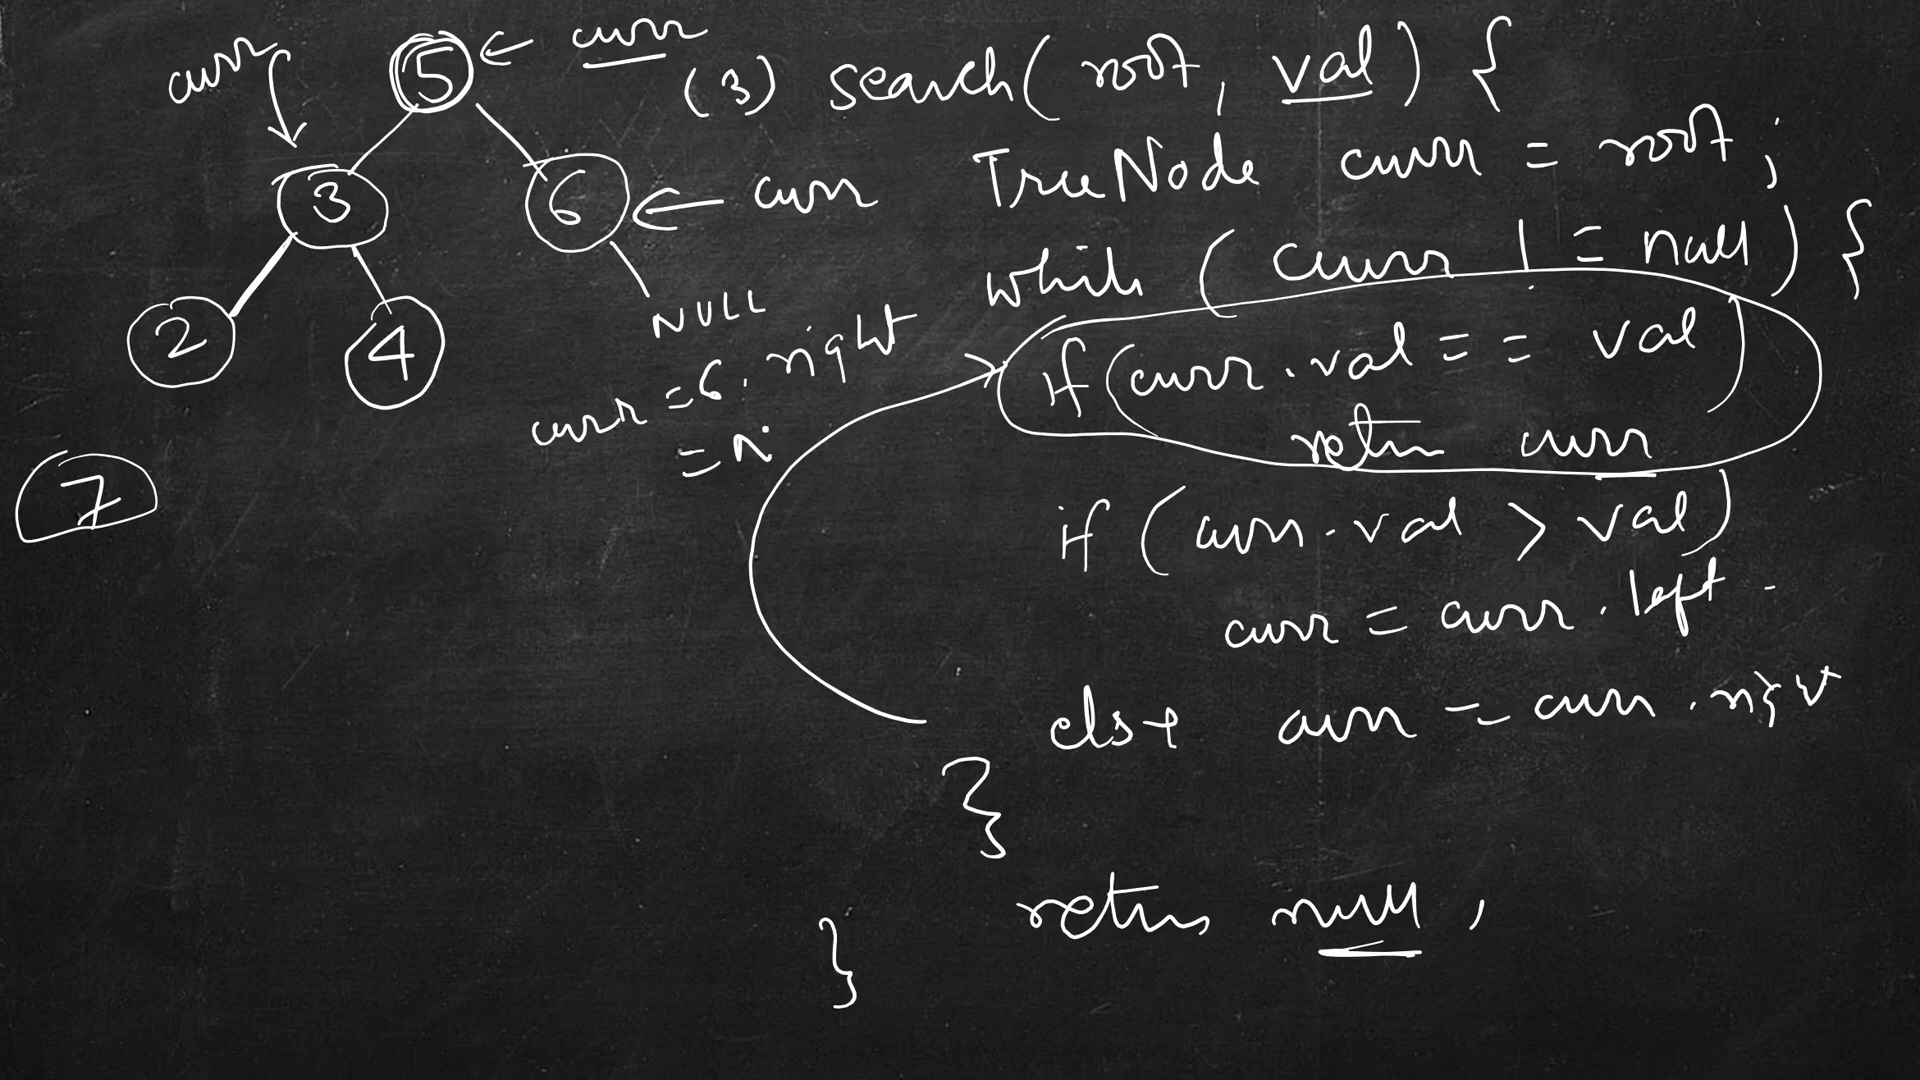 curr
5 ← curr
3
6 ← curr
2
4
NULL
curr = 6. right
= N
7
(3) search( root, val) {
TreeNode curr = root;
while ( curr != null) {
if (curr.val == val)
return curr
if (curr.val > val)
curr = curr.left.
else curr = curr.right
}
return null ;
}